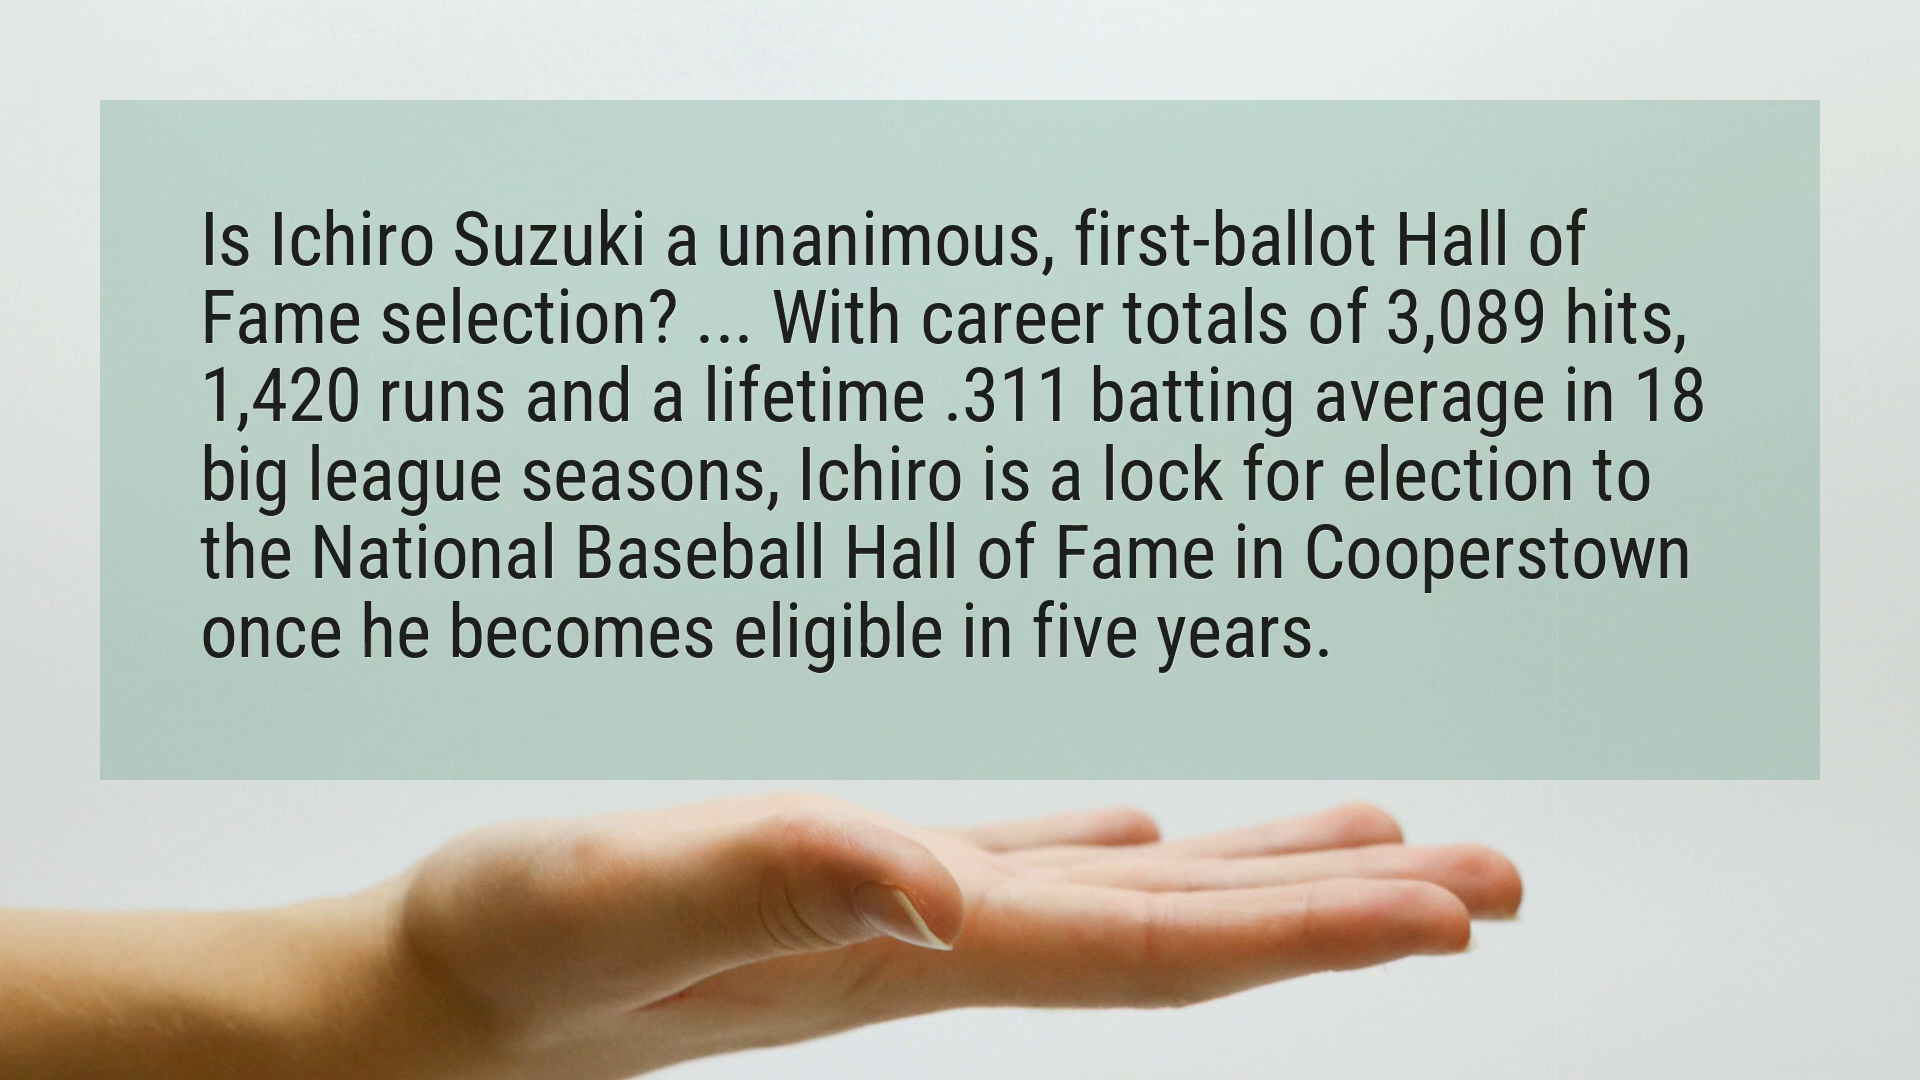 Is Ichiro Suzuki a unanimous, first-ballot Hall of
Fame selection? ... With career totals of 3,089 hits,
1,420 runs and a lifetime .311 batting average in 18
big league seasons, Ichiro is a lock for election to
the National Baseball Hall of Fame in Cooperstown
once he becomes eligible in five years.